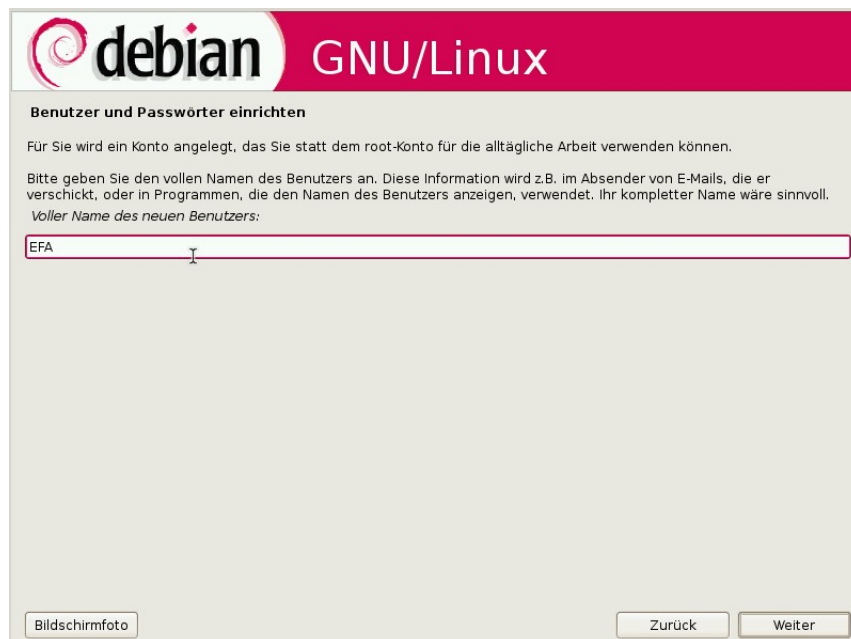 debian GNU/Linux
Benutzer und Passwörter einrichten
Für Sie wird ein Konto angelegt, das Sie statt dem root-Konto für die alltägliche Arbeit verwenden können.
Bitte geben Sie den vollen Namen des Benutzers an. Diese Information wird z.B. im Absender von E-Mails, die er
verschickt, oder in Programmen, die den Namen des Benutzers anzeigen, verwendet. Ihr kompletter Name wäre sinnvoll.
Voller Name des neuen Benutzers:
EFA
Bildschirmfoto Zurück Weiter